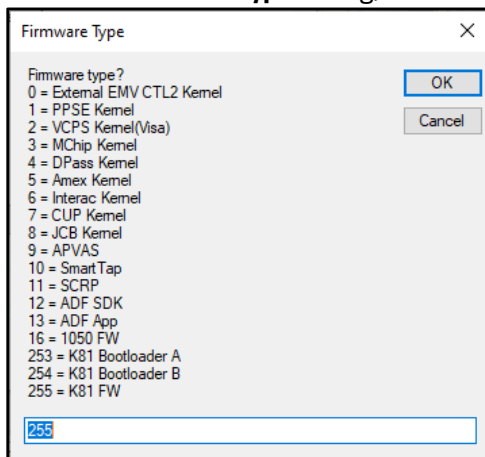 Firmware Type
Firmware type?
0 = External EMV CTL2 Kernel
1 = PPSE Kernel
2 = VCPS Kernel(Visa)
3 = MChip Kernel
4 = DPass Kernel
5 = Amex Kernel
6 = Interac Kernel
7 = CUP Kernel
8 = JCB Kernel
9 = APVAS
10 = SmartTap
11 = SCRP
12 = ADF SDK
13 = ADF App
16 = 1050 FW
253 = K81 Bootloader A
254 = K81 Bootloader B
255 = K81 FW
OK
Cancel
255